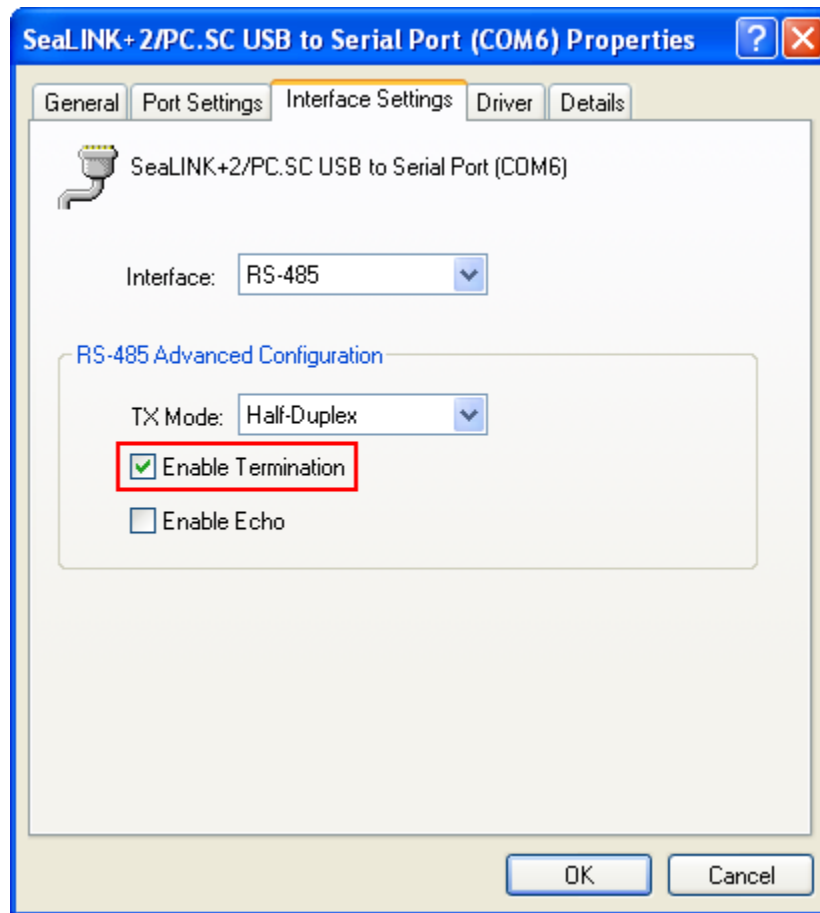 SeaLINK+2/PC.SC USB to Serial Port (COM6) Properties
General Port Settings Interface Settings Driver Details
SeaLINK+2/PC.SC USB to Serial Port (COM6)
Interface: RS-485
RS-485 Advanced Configuration
TX Mode: Half-Duplex
Enable Termination
Enable Echo
OK Cancel